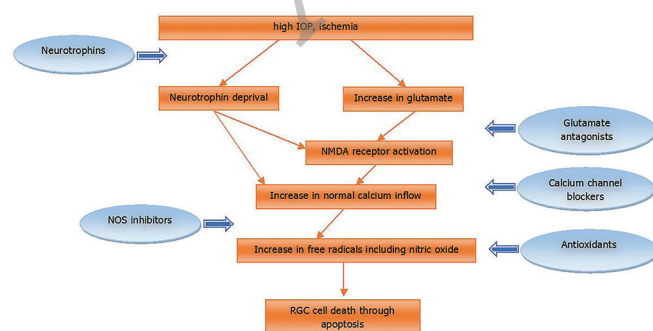 high IOP, ischemia
Neurotrophins
Neurotrophin deprival
Increase in glutamate
Glutamate
antagonists
NMDA receptor activation
Calcium channel
blockers
Increase in normal calcium inflow
NOS inhibitors
Antioxidants
Increase in free radicals including nitric oxide
RGC cell death through
apoptosis